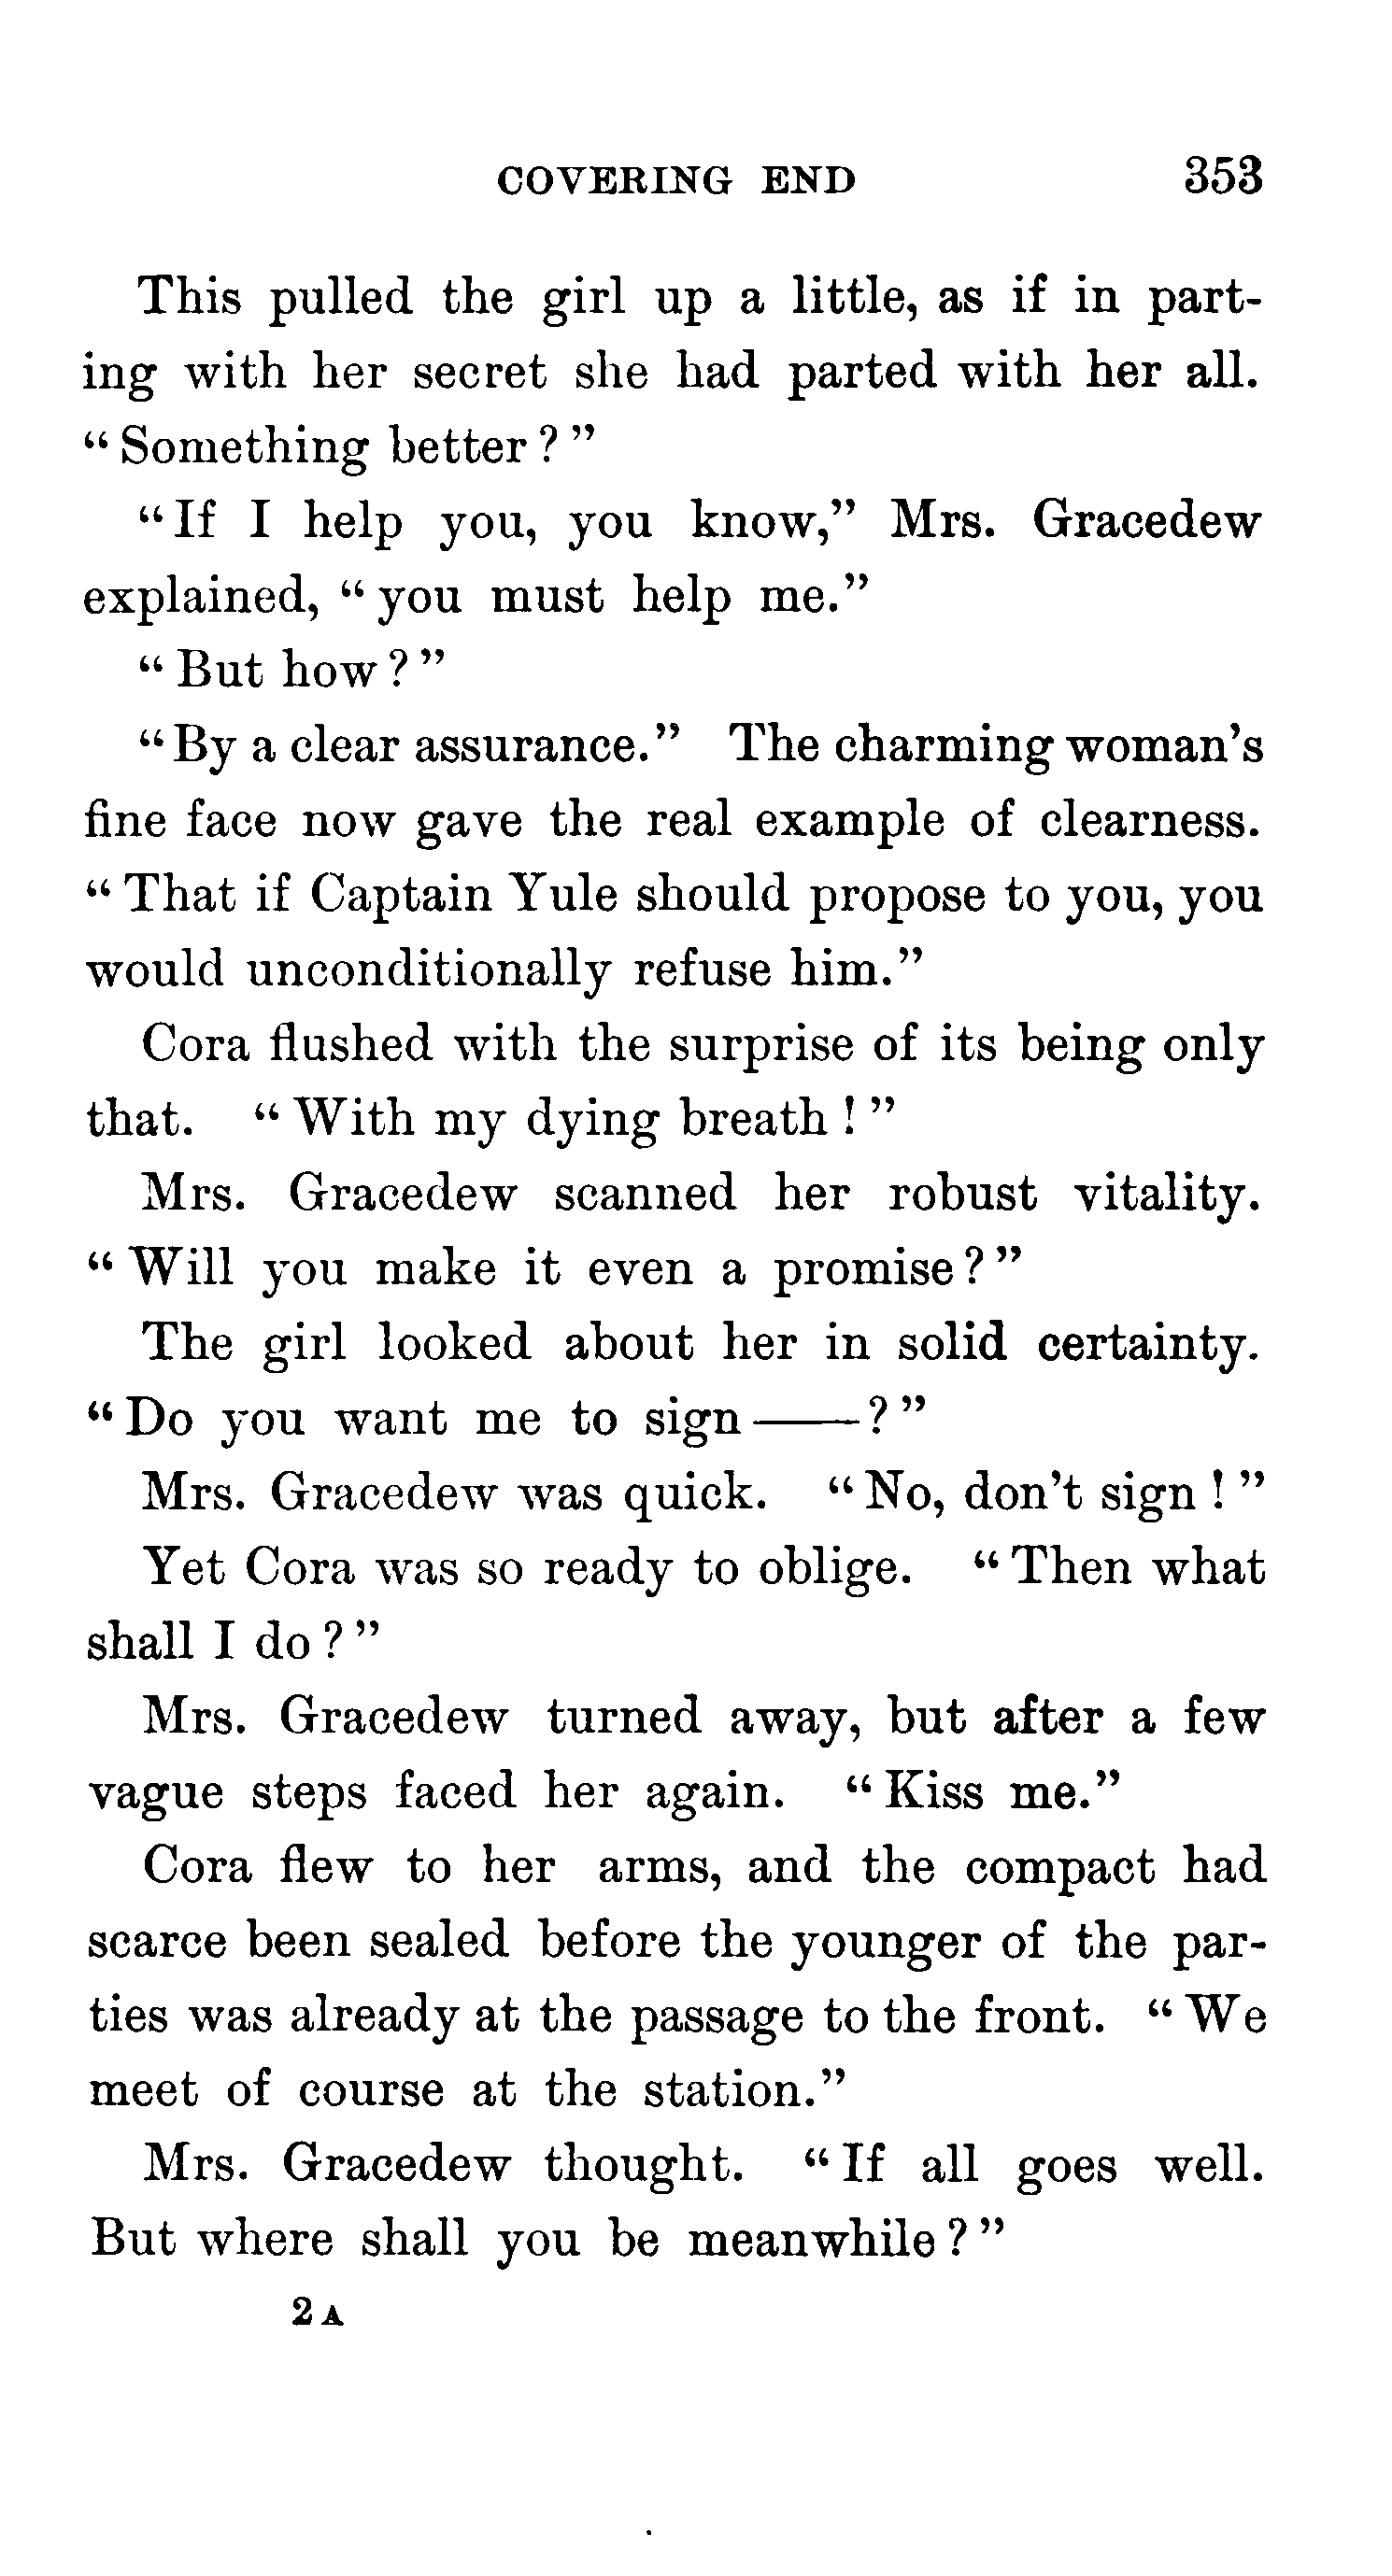 COVERING END 353
This pulled the girl up a little, as if in part-
ing with her secret she had parted with her all.
“ Something better ? ”
“ If I help you, you know,” Mrs. Gracedew
explained, “ you must help me.”
“ But how ? ”
“ By a clear assurance.” The charming woman’s
fine face now gave the real example of clearness.
“ That if Captain Yule should propose to you, you
would unconditionally refuse him.”
Cora flushed with the surprise of its being only
that. “ With my dying breath ! ”
Mrs. Gracedew scanned her robust vitality.
“ Will you make it even a promise ? ”
The girl looked about her in solid certainty.
“ Do you want me to sign —— ? ”
Mrs. Gracedew was quick. “ No, don’t sign ! ”
Yet Cora was so ready to oblige. “ Then what
shall I do ? ”
Mrs. Gracedew turned away, but after a few
vague steps faced her again. “ Kiss me.”
Cora flew to her arms, and the compact had
scarce been sealed before the younger of the par-
ties was already at the passage to the front. “ We
meet of course at the station.”
Mrs. Gracedew thought. “ If all goes well.
But where shall you be meanwhile ? ”
2 A